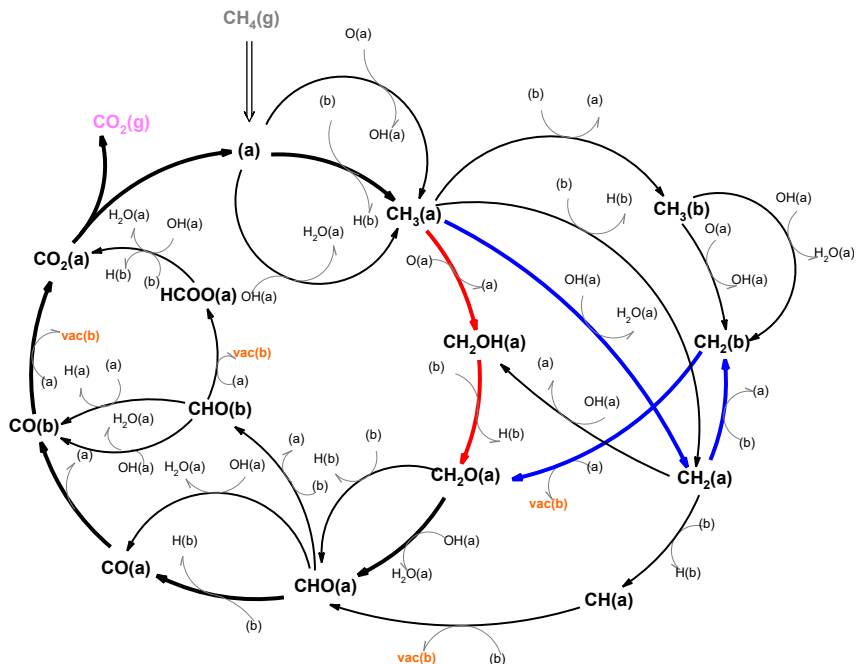 CH₄(g)
O(a)
(b)
(b)
(a)
CO₂(g)
(a)
OH(a)
(b)
H(b)
H₂O(a)
OH(a)
H₂O(a)
H(b)
CH₃(a)
CH₃(b)
OH(a)
O(a)
H₂O(a)
OH(a)
CO₂(a)
H(b)
(b)
HCOO(a)
OH(a)
O(a)
(a)
OH(a)
H₂O(a)
vac(b)
vac(b)
CH₂OH(a)
CH₂(b)
(a)
(a)
H(a)
(a)
(b)
H(b)
(a)
OH(a)
(a)
(b)
CO(b)
CHO(b)
H₂O(a)
OH(a)
(a)
(a)
H₂O(a)
OH(a)
(b)
H(b)
(b)
CH₂O(a)
(a)
vac(b)
CH₂(a)
H(b)
OH(a)
H₂O(a)
(b)
H(b)
CO(a)
CHO(a)
CH(a)
(b)
vac(b)
(b)